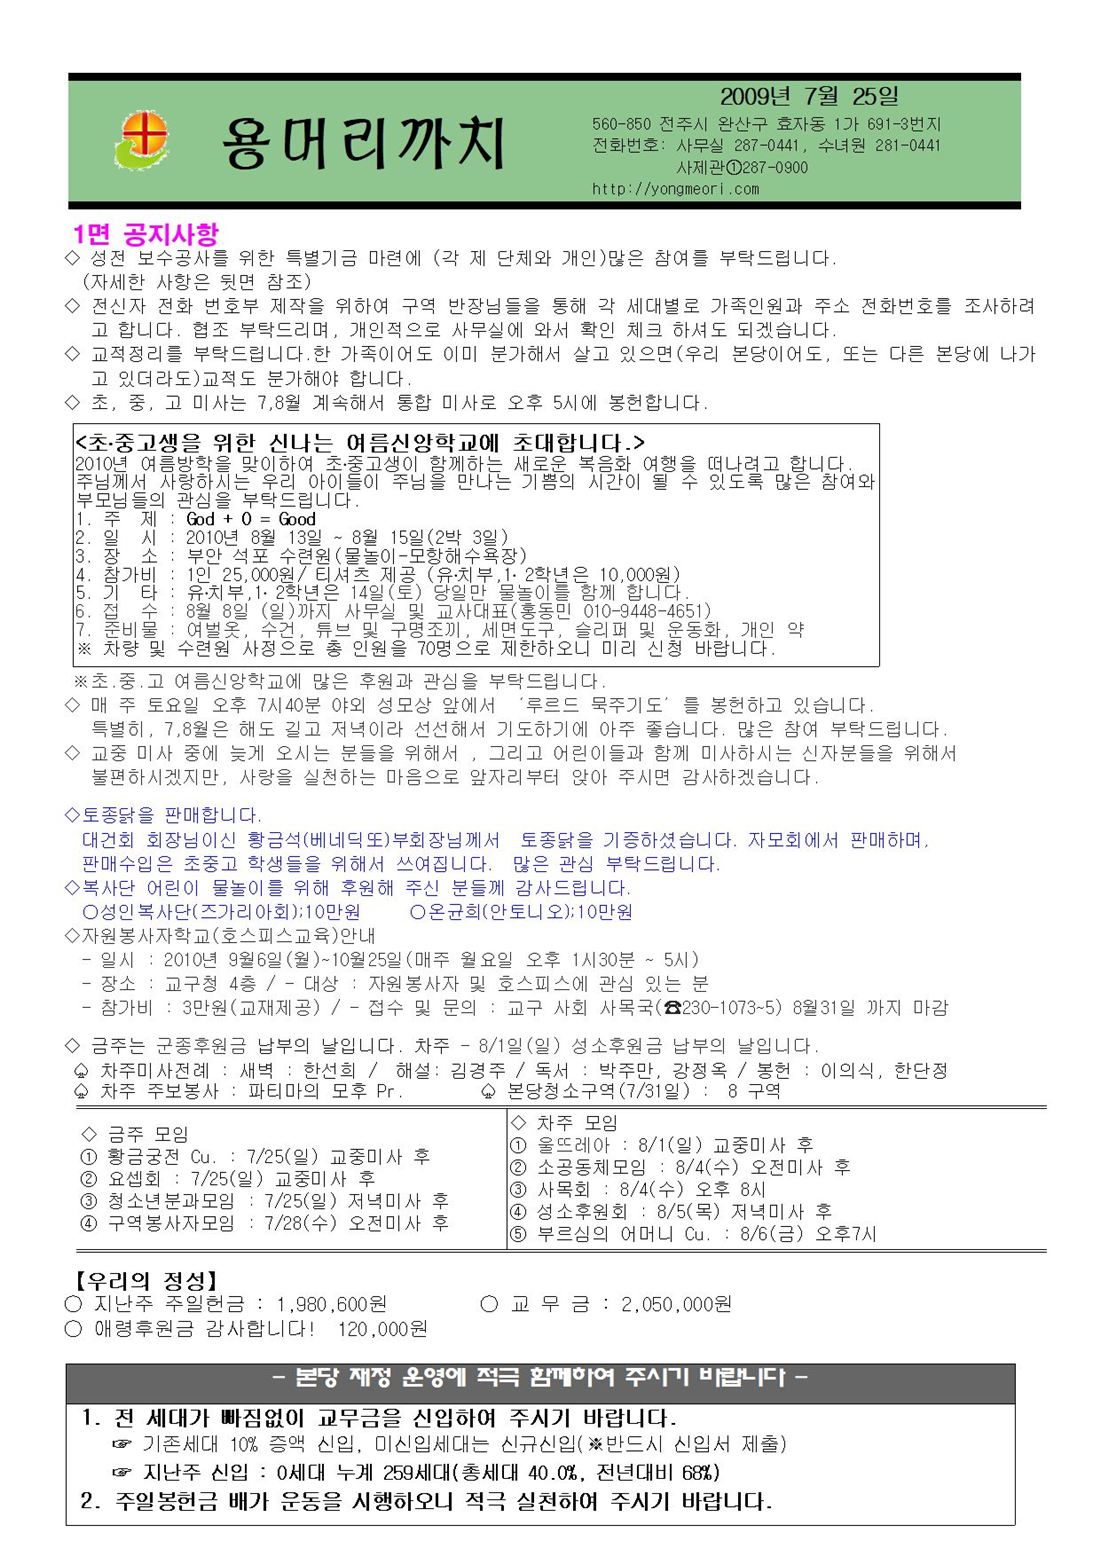 용머리까치
2009년 7월 25일
560-850 전주시 완산구 효자동 1가 691-3번지
전화번호: 사무실 287-0441, 수녀원 281-0441
사제관①287-0900
http://yongmeori.com
1면 공지사항
◇ 성전 보수공사를 위한 특별기금 마련에 (각 제 단체와 개인)많은 참여를 부탁드립니다.
(자세한 사항은 뒷면 참조)
◇ 전신자 전화 번호부 제작을 위하여 구역 반장님들을 통해 각 세대별로 가족인원과 주소 전화번호를 조사하려
고 합니다. 협조 부탁드리며, 개인적으로 사무실에 와서 확인 체크 하셔도 되겠습니다.
◇ 교적정리를 부탁드립니다.한 가족이어도 이미 분가해서 살고 있으면(우리 본당이어도, 또는 다른 본당에 나가
고 있더라도)교적도 분가해야 합니다.
◇ 초, 중, 고 미사는 7,8월 계속해서 통합 미사로 오후 5시에 봉헌합니다.
<초·중고생을 위한 신나는 여름신앙학교에 초대합니다.>
2010년 여름방학을 맞이하여 초·중고생이 함께하는 새로운 복음화 여행을 떠나려고 합니다.
주님께서 사랑하시는 우리 아이들이 주님을 만나는 기쁨의 시간이 될 수 있도록 많은 참여와
부모님들의 관심을 부탁드립니다.
1. 주 제 : God + O = Good
2. 일 시 : 2010년 8월 13일 ~ 8월 15일(2박 3일)
3. 장 소 : 부안 석포 수련원(물놀이-모항해수욕장)
4. 참가비 : 1인 25,000원/ 티셔츠 제공 (유·치부,1· 2학년은 10,000원)
5. 기 타 : 유·치부,1· 2학년은 14일(토) 당일만 물놀이를 함께 합니다.
6. 접 수 : 8월 8일 (일)까지 사무실 및 교사대표(홍동민 010-9448-4651)
7. 준비물 : 여벌옷, 수건, 튜브 및 구명조끼, 세면도구, 슬리퍼 및 운동화, 개인 약
※ 차량 및 수련원 사정으로 총 인원을 70명으로 제한하오니 미리 신청 바랍니다.
※초.중.고 여름신앙학교에 많은 후원과 관심을 부탁드립니다.
◇ 매 주 토요일 오후 7시40분 야외 성모상 앞에서 ´루르드 묵주기도´를 봉헌하고 있습니다.
특별히, 7,8월은 해도 길고 저녁이라 선선해서 기도하기에 아주 좋습니다. 많은 참여 부탁드립니다.
◇ 교중 미사 중에 늦게 오시는 분들을 위해서 , 그리고 어린이들과 함께 미사하시는 신자분들을 위해서
불편하시겠지만, 사랑을 실천하는 마음으로 앞자리부터 앉아 주시면 감사하겠습니다.
◇토종닭을 판매합니다.
대건회 회장님이신 황금석(베네딕또)부회장님께서 토종닭을 기증하셨습니다. 자모회에서 판매하며,
판매수입은 초중고 학생들을 위해서 쓰여집니다. 많은 관심 부탁드립니다.
◇복사단 어린이 물놀이를 위해 후원해 주신 분들께 감사드립니다.
○성인복사단(즈가리아회);10만원 ○온균희(안토니오);10만원
◇자원봉사자학교(호스피스교육)안내
- 일시 : 2010년 9월6일(월)~10월25일(매주 월요일 오후 1시30분 ~ 5시)
- 장소 : 교구청 4층 / - 대상 : 자원봉사자 및 호스피스에 관심 있는 분
- 참가비 : 3만원(교재제공) / - 접수 및 문의 : 교구 사회 사목국(☎230-1073~5) 8월31일 까지 마감
◇ 금주는 군종후원금 납부의 날입니다. 차주 - 8/1일(일) 성소후원금 납부의 날입니다.
♤ 차주미사전례 : 새벽 : 한선희 / 해설: 김경주 / 독서 : 박주만, 강정옥 / 봉헌 : 이의식, 한단정
♤ 차주 주보봉사 : 파티마의 모후 Pr. ♤ 본당청소구역(7/31일) : 8 구역
◇ 금주 모임
① 황금궁전 Cu. : 7/25(일) 교중미사 후
② 요셉회 : 7/25(일) 교중미사 후
③ 청소년분과모임 : 7/25(일) 저녁미사 후
④ 구역봉사자모임 : 7/28(수) 오전미사 후
◇ 차주 모임
① 울뜨레아 : 8/1(일) 교중미사 후
② 소공동체모임 : 8/4(수) 오전미사 후
③ 사목회 : 8/4(수) 오후 8시
④ 성소후원회 : 8/5(목) 저녁미사 후
⑤ 부르심의 어머니 Cu. : 8/6(금) 오후7시
【우리의 정성】
○ 지난주 주일헌금 : 1,980,600원 ○ 교 무 금 : 2,050,000원
○ 애령후원금 감사합니다! 120,000원
- 본당 재정 운영에 적극 함께하여 주시기 바랍니다 -
1. 전 세대가 빠짐없이 교무금을 신입하여 주시기 바랍니다.
☞ 기존세대 10% 증액 신입, 미신입세대는 신규신입(※반드시 신입서 제출)
☞ 지난주 신입 : 0세대 누계 259세대(총세대 40.0%, 전년대비 68%)
2. 주일봉헌금 배가 운동을 시행하오니 적극 실천하여 주시기 바랍니다.